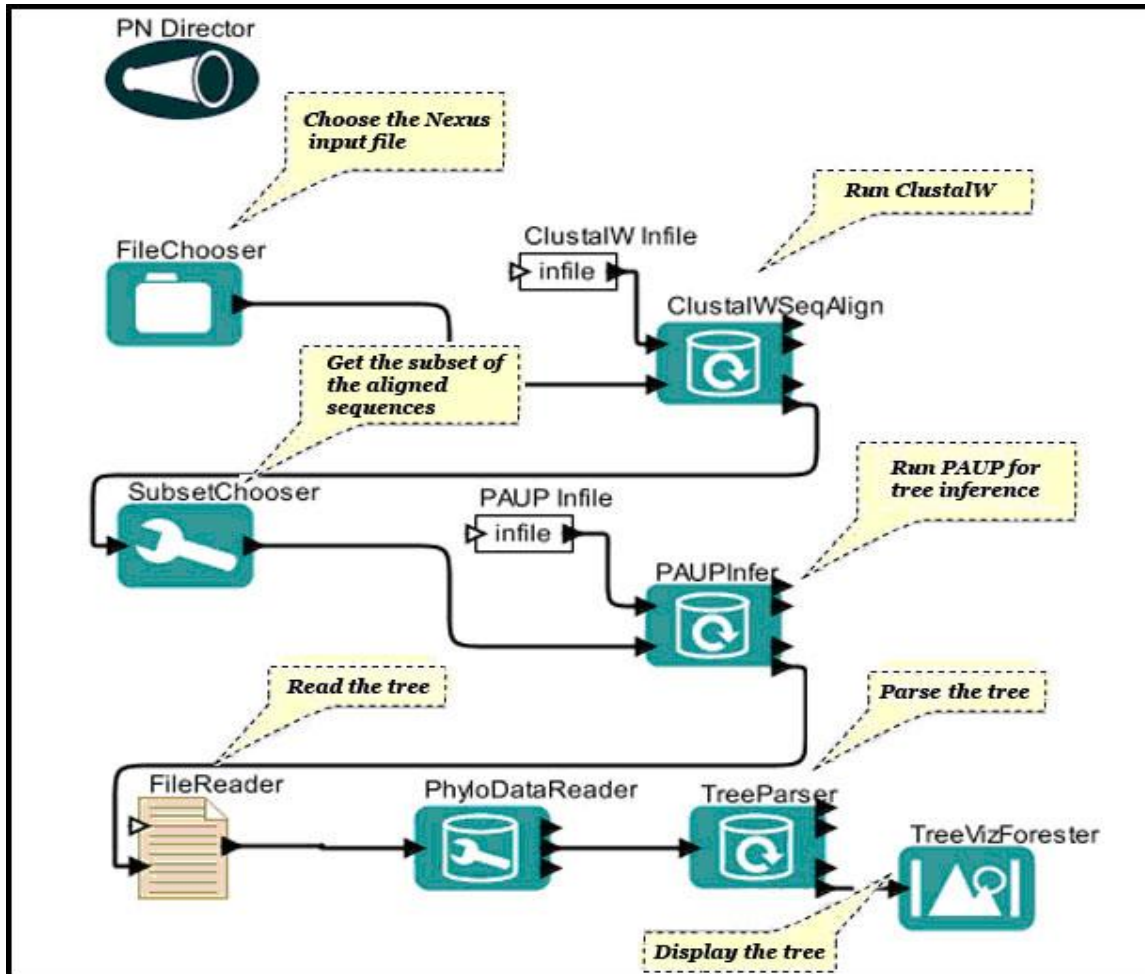 PN Director
Choose the Nexus
input file
Run ClustalW
FileChooser
ClustalW Infile
infile
ClustalWSeqAlign
Get the subset of
the aligned
sequences
SubsetChooser
PAUP Infile
infile
Run PAUP for
tree inference
PAUPInfer
Read the tree
Parse the tree
FileReader
PhyloDataReader
TreeParser
TreeVizForester
Display the tree